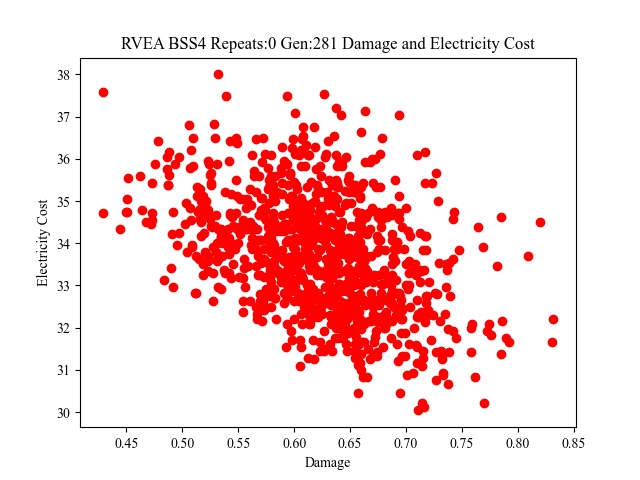 RVEA BSS4 Repeats:0 Gen:281 Damage and Electricity Cost
38
37
36
35
34
33
32
31
30
Electricity Cost
0.45 0.50 0.55 0.60 0.65 0.70 0.75 0.80 0.85
Damage